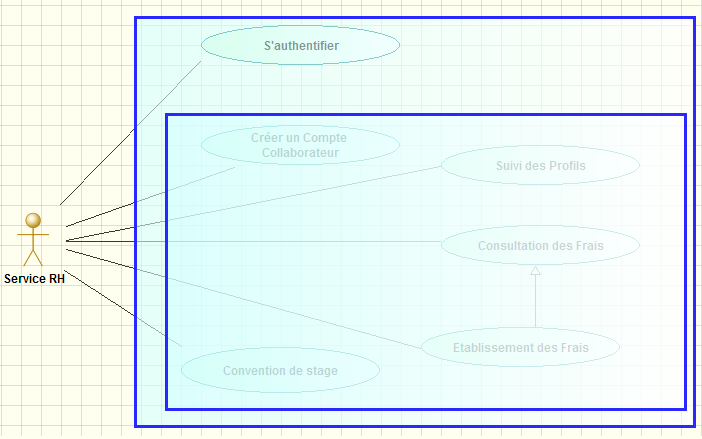 S'authentifier
Créer un Compte
Collaborateur
Suivi des Profils
Service RH
Consultation des Frais
Etablissement des Frais
Convention de stage